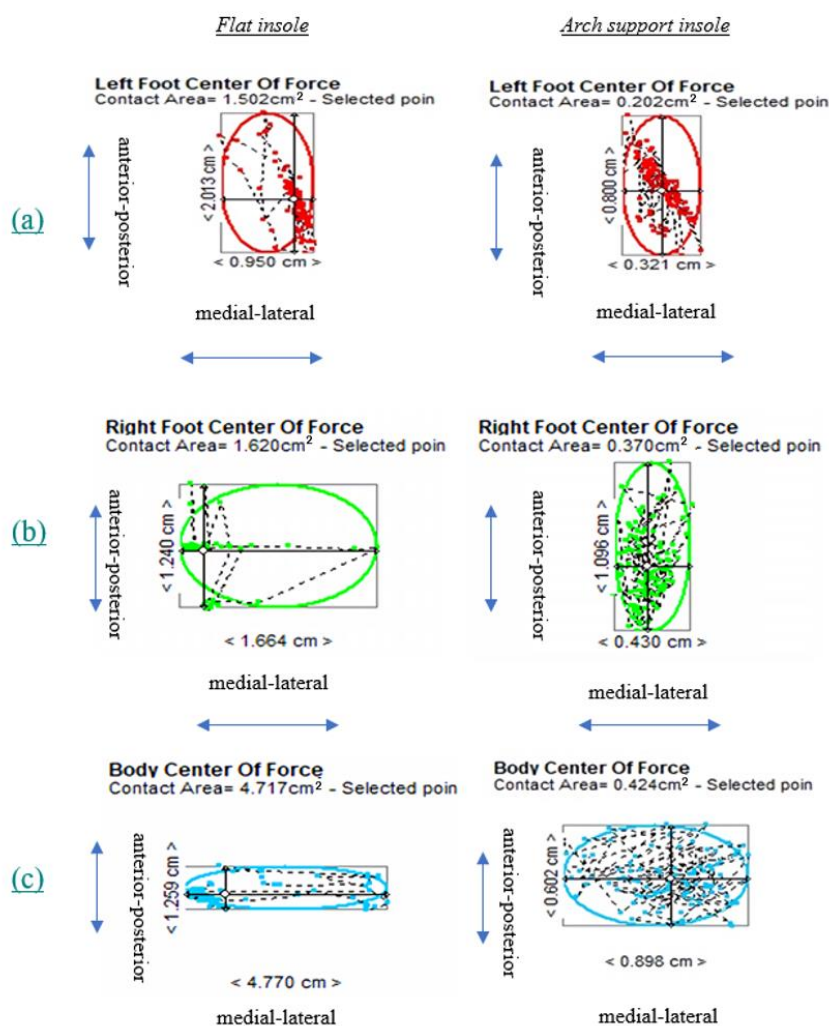 Flat insole
Arch support insole
(a)
Left Foot Center Of Force
Contact Area= 1.502cm² - Selected poin
anterior-posterior
< 2.013 cm >
< 0.950 cm >
medial-lateral
Left Foot Center Of Force
Contact Area= 0.202cm² - Selected poin
anterior-posterior
< 0.800 cm >
< 0.321 cm >
medial-lateral
(b)
Right Foot Center Of Force
Contact Area= 1.620cm² - Selected poin
anterior-posterior
< 1.240 cm >
< 1.664 cm >
medial-lateral
Right Foot Center Of Force
Contact Area= 0.370cm² - Selected poin
anterior-posterior
< 1.096 cm >
< 0.430 cm >
medial-lateral
(c)
Body Center Of Force
Contact Area= 4.717cm² - Selected poin
anterior-posterior
< 1.259 cm >
< 4.770 cm >
medial-lateral
Body Center Of Force
Contact Area= 0.424cm² - Selected poin
anterior-posterior
< 0.602 cm >
< 0.898 cm >
medial-lateral